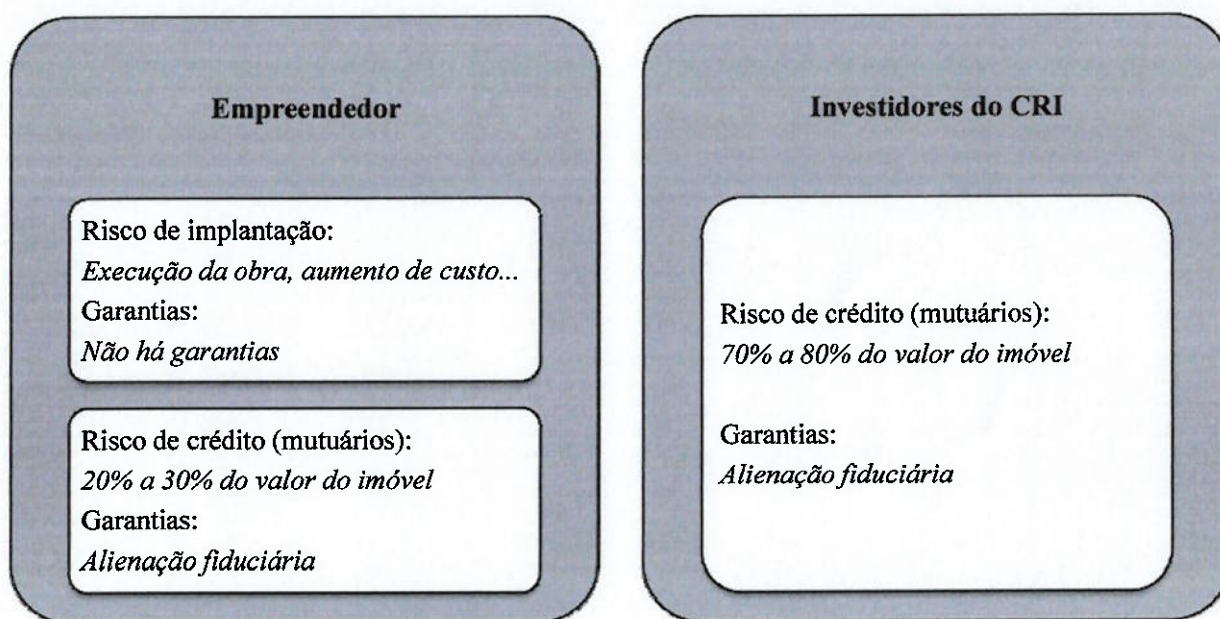 Empreendedor
Risco de implantação:
Execução da obra, aumento de custo...
Garantias:
Não há garantias
Risco de crédito (mutuários):
20% a 30% do valor do imóvel
Garantias:
Alienação fiduciária
Investidores do CRI
Risco de crédito (mutuários):
70% a 80% do valor do imóvel
Garantias:
Alienação fiduciária